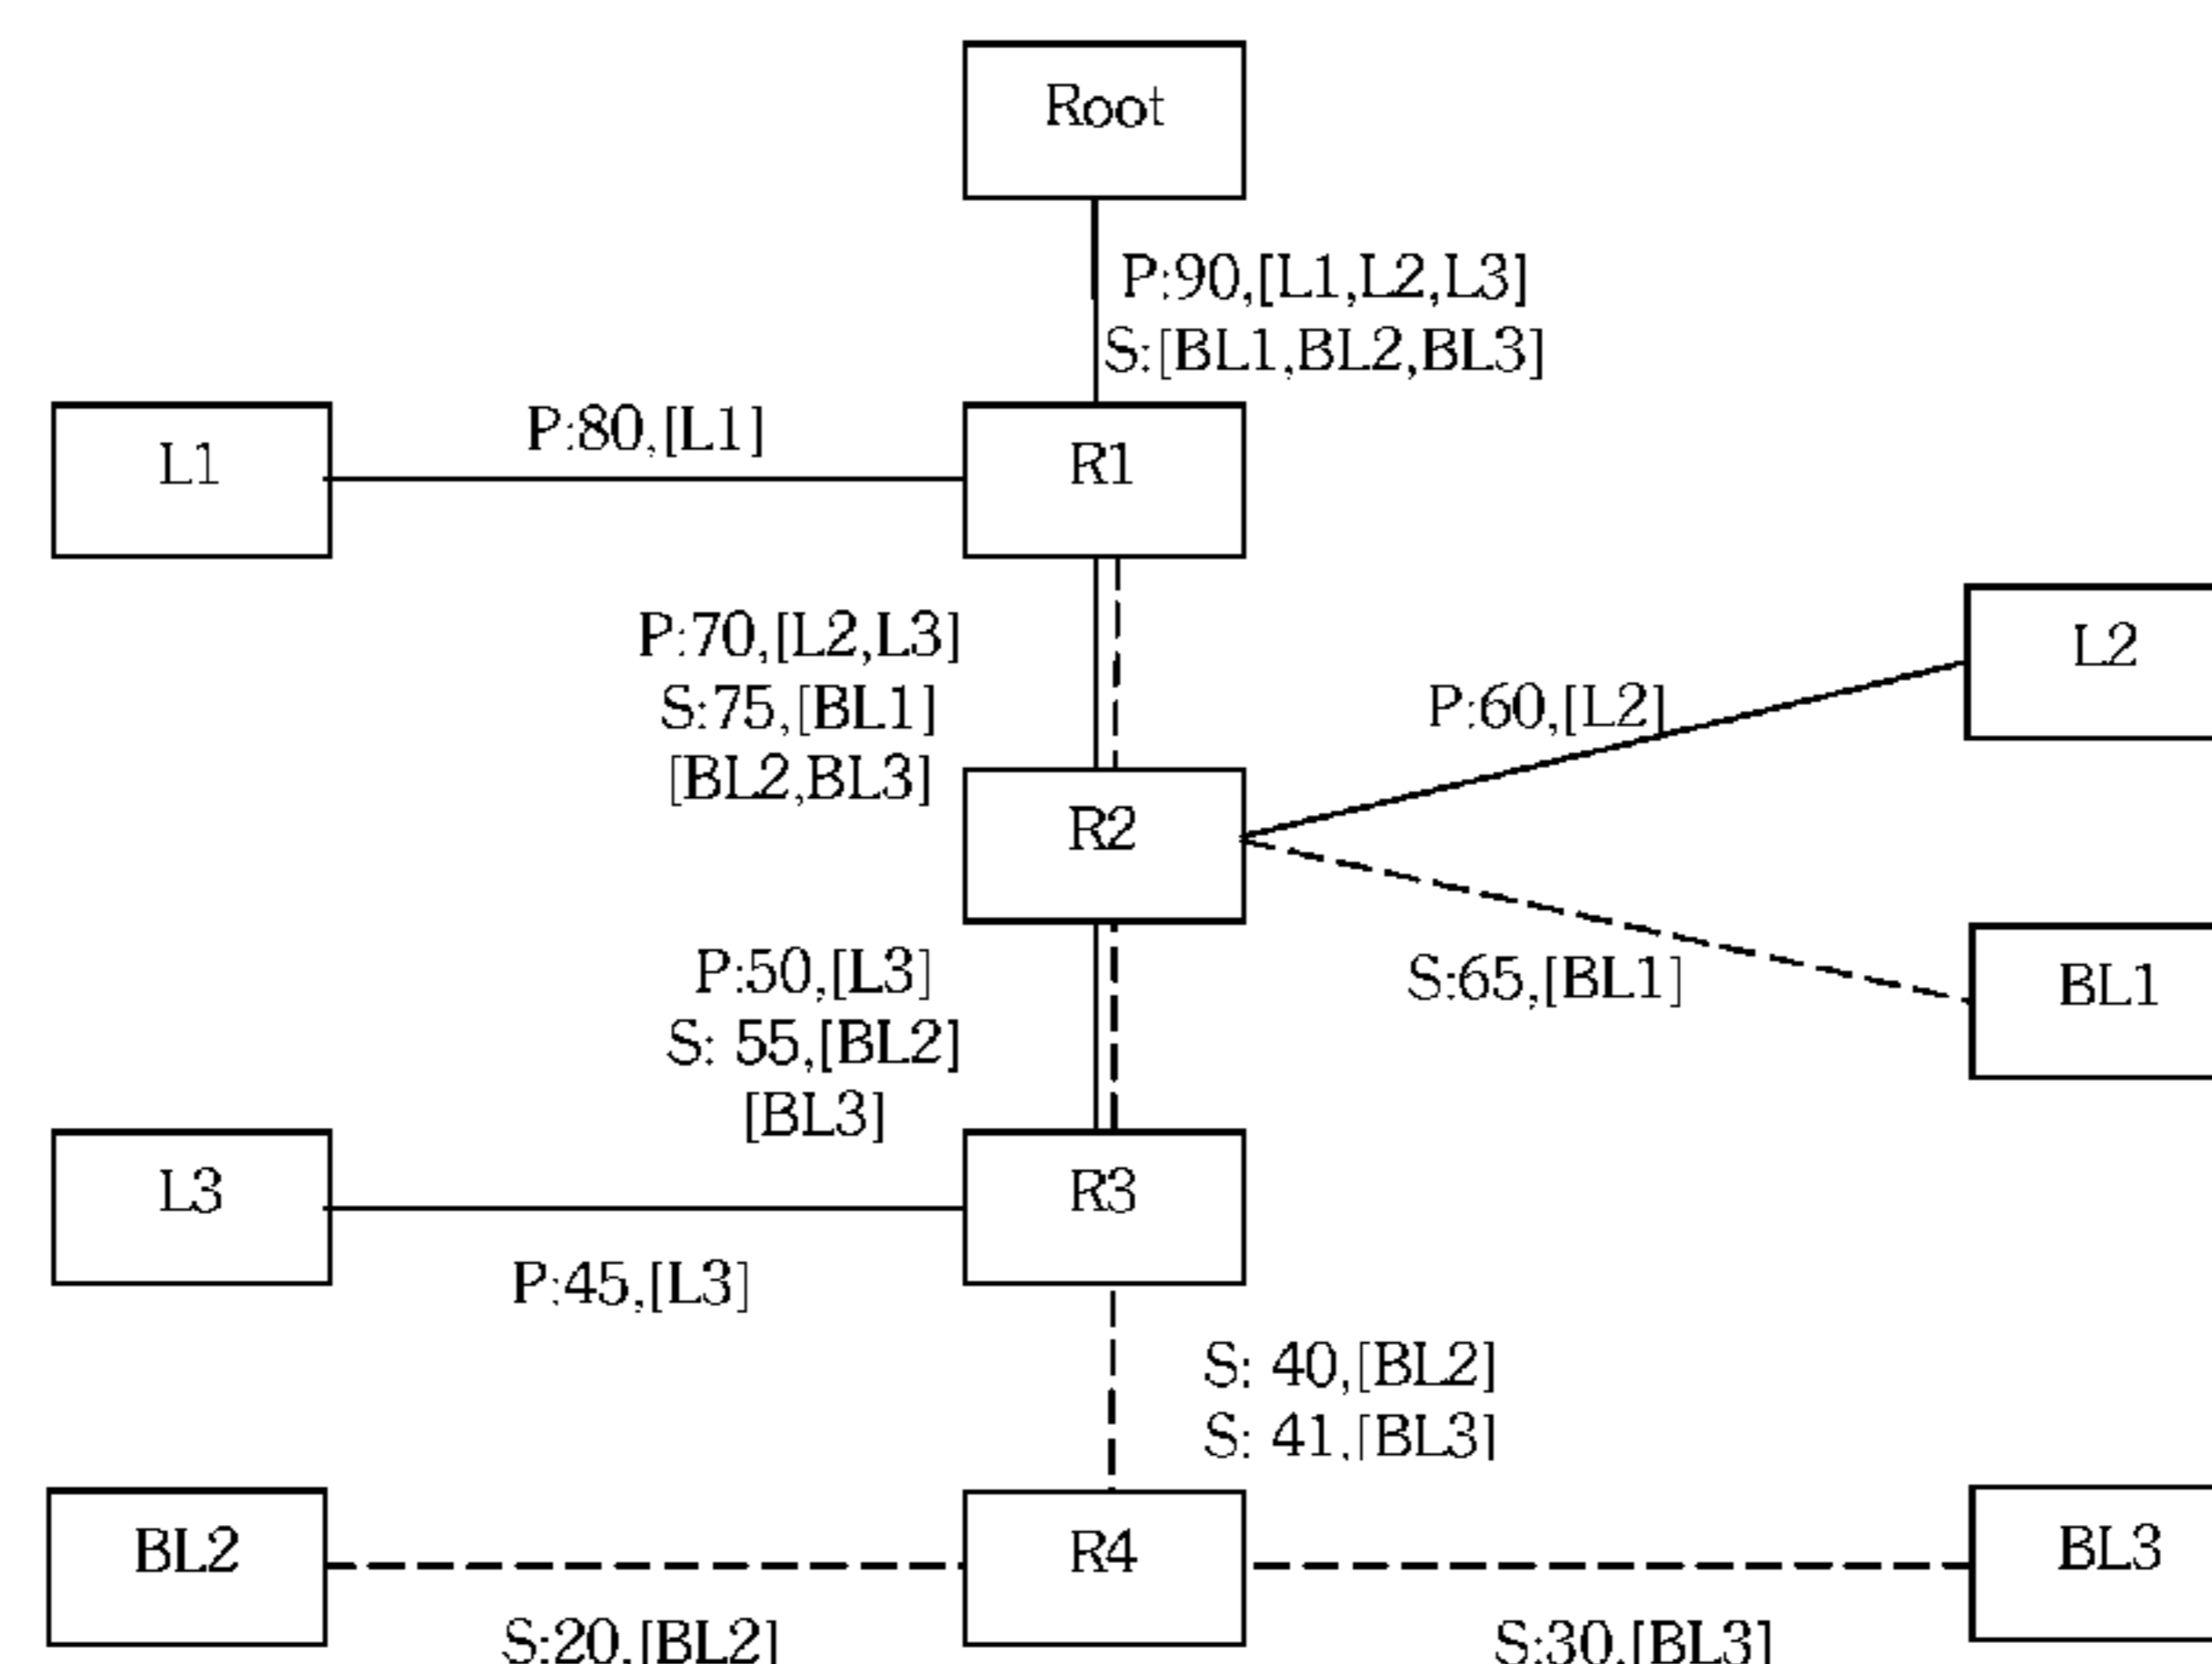 Root
P:90,[L1,L2,L3]
S:[BL1,BL2,BL3]
L1
P:80,[L1]
R1
P:70,[L2,L3]
S:75,[BL1]
[BL2,BL3]
L2
P:60,[L2]
R2
P:50,[L3]
S: 55,[BL2]
[BL3]
S:65,[BL1]
BL1
L3
R3
P:45,[L3]
S: 40,[BL2]
S: 41,[BL3]
BL2
R4
BL3
S:20,[BL2]
S:30,[BL3]